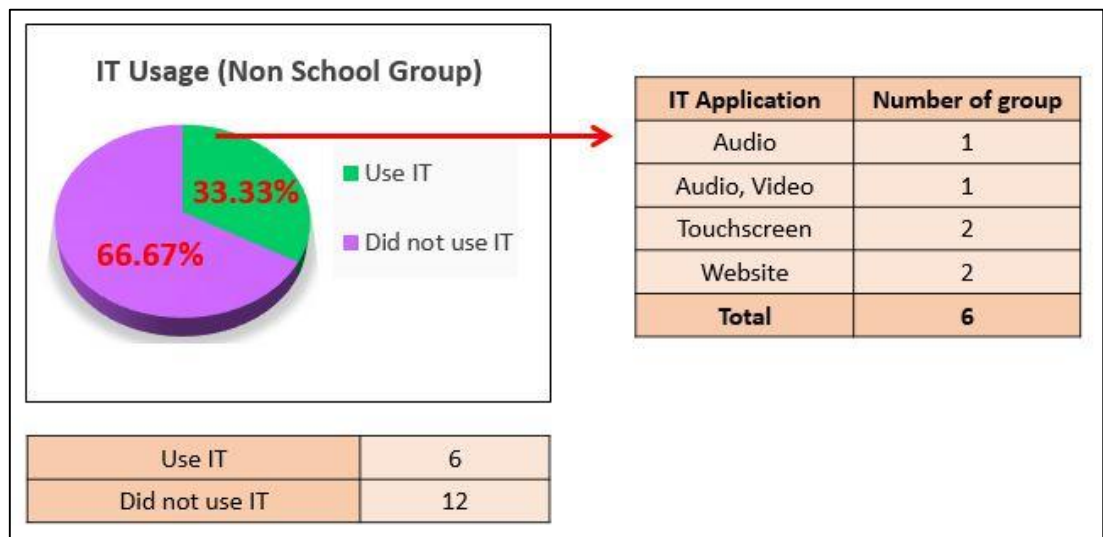 IT Usage (Non School Group)
33.33%
66.67%
Use IT
Did not use IT
IT Application Number of group
Audio 1
Audio, Video 1
Touchscreen 2
Website 2
Total 6
Use IT 6
Did not use IT 12